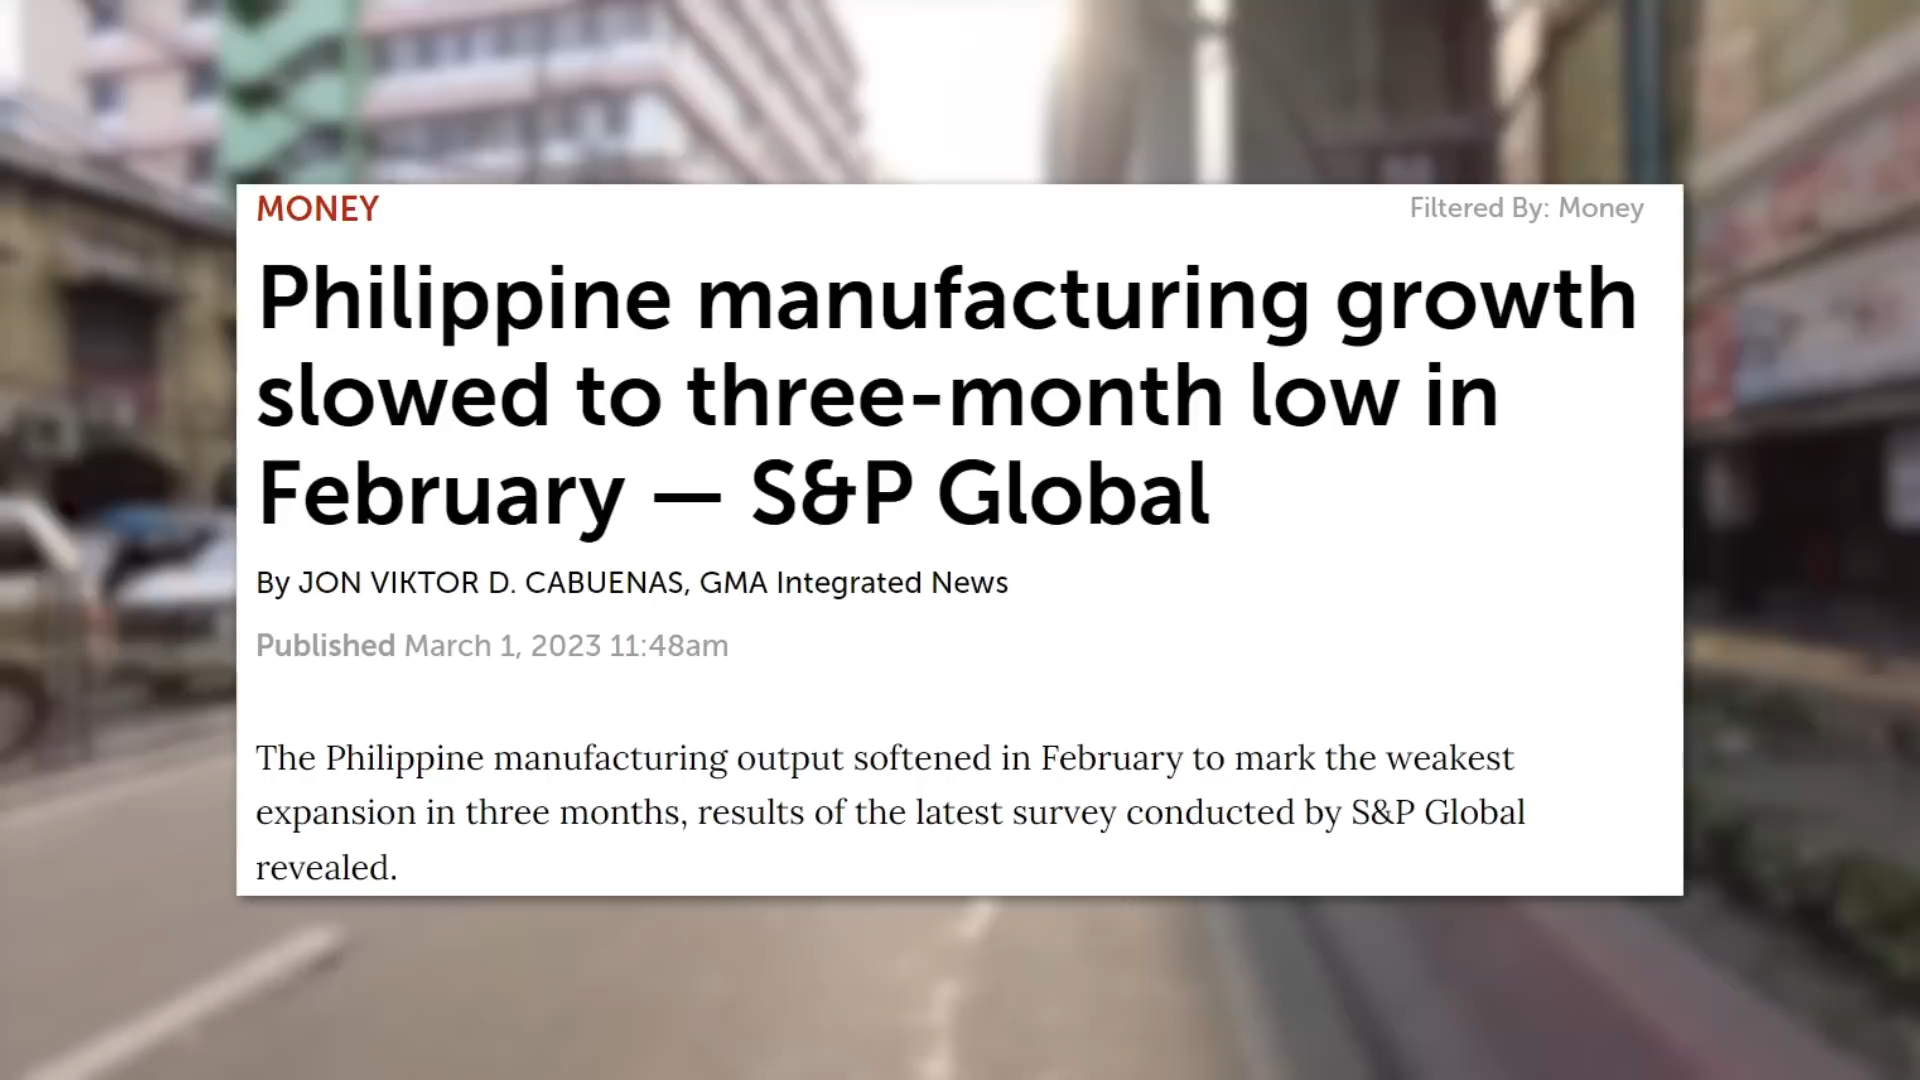 MONEY
Filtered By: Money
Philippine manufacturing growth
slowed to three-month low in
February — S&P Global
By JON VIKTOR D. CABUENAS, GMA Integrated News
Published March 1, 2023 11:48am
The Philippine manufacturing output softened in February to mark the weakest
expansion in three months, results of the latest survey conducted by S&P Global
revealed.